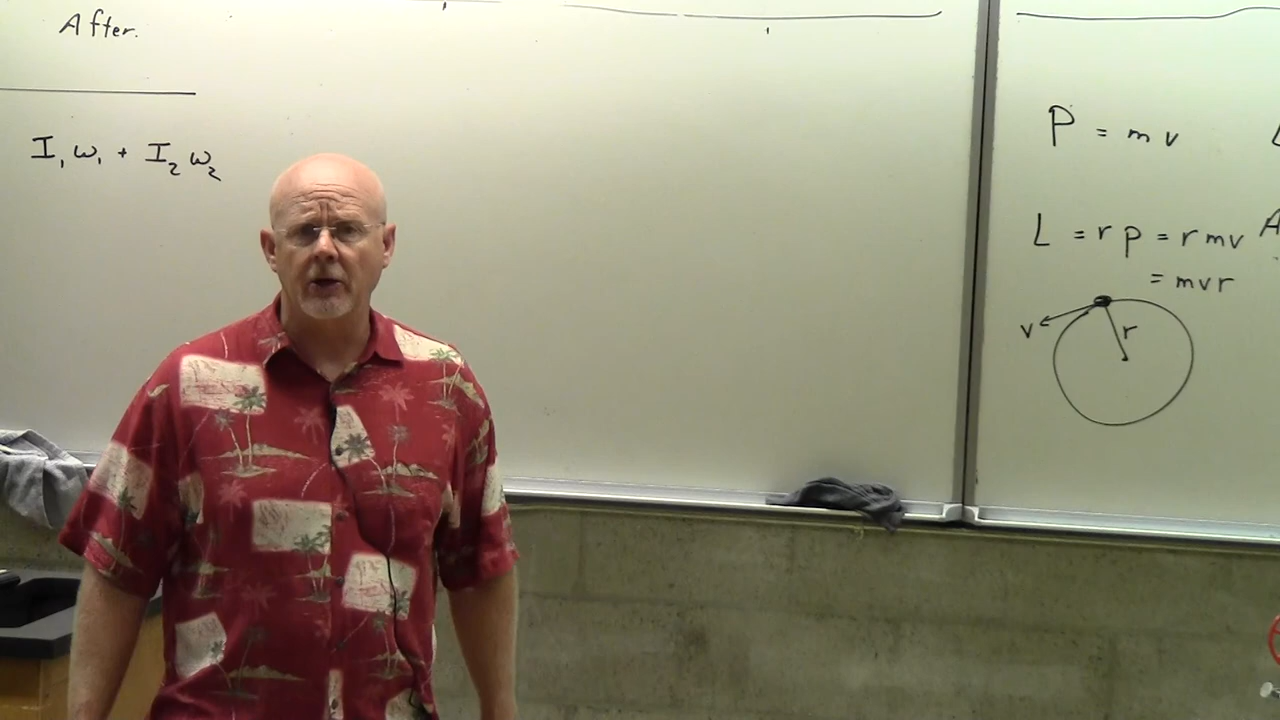 After.
I₁ω₁ + I₂ω₂
P = mv
L = rp = rmv
= mvr
v
r